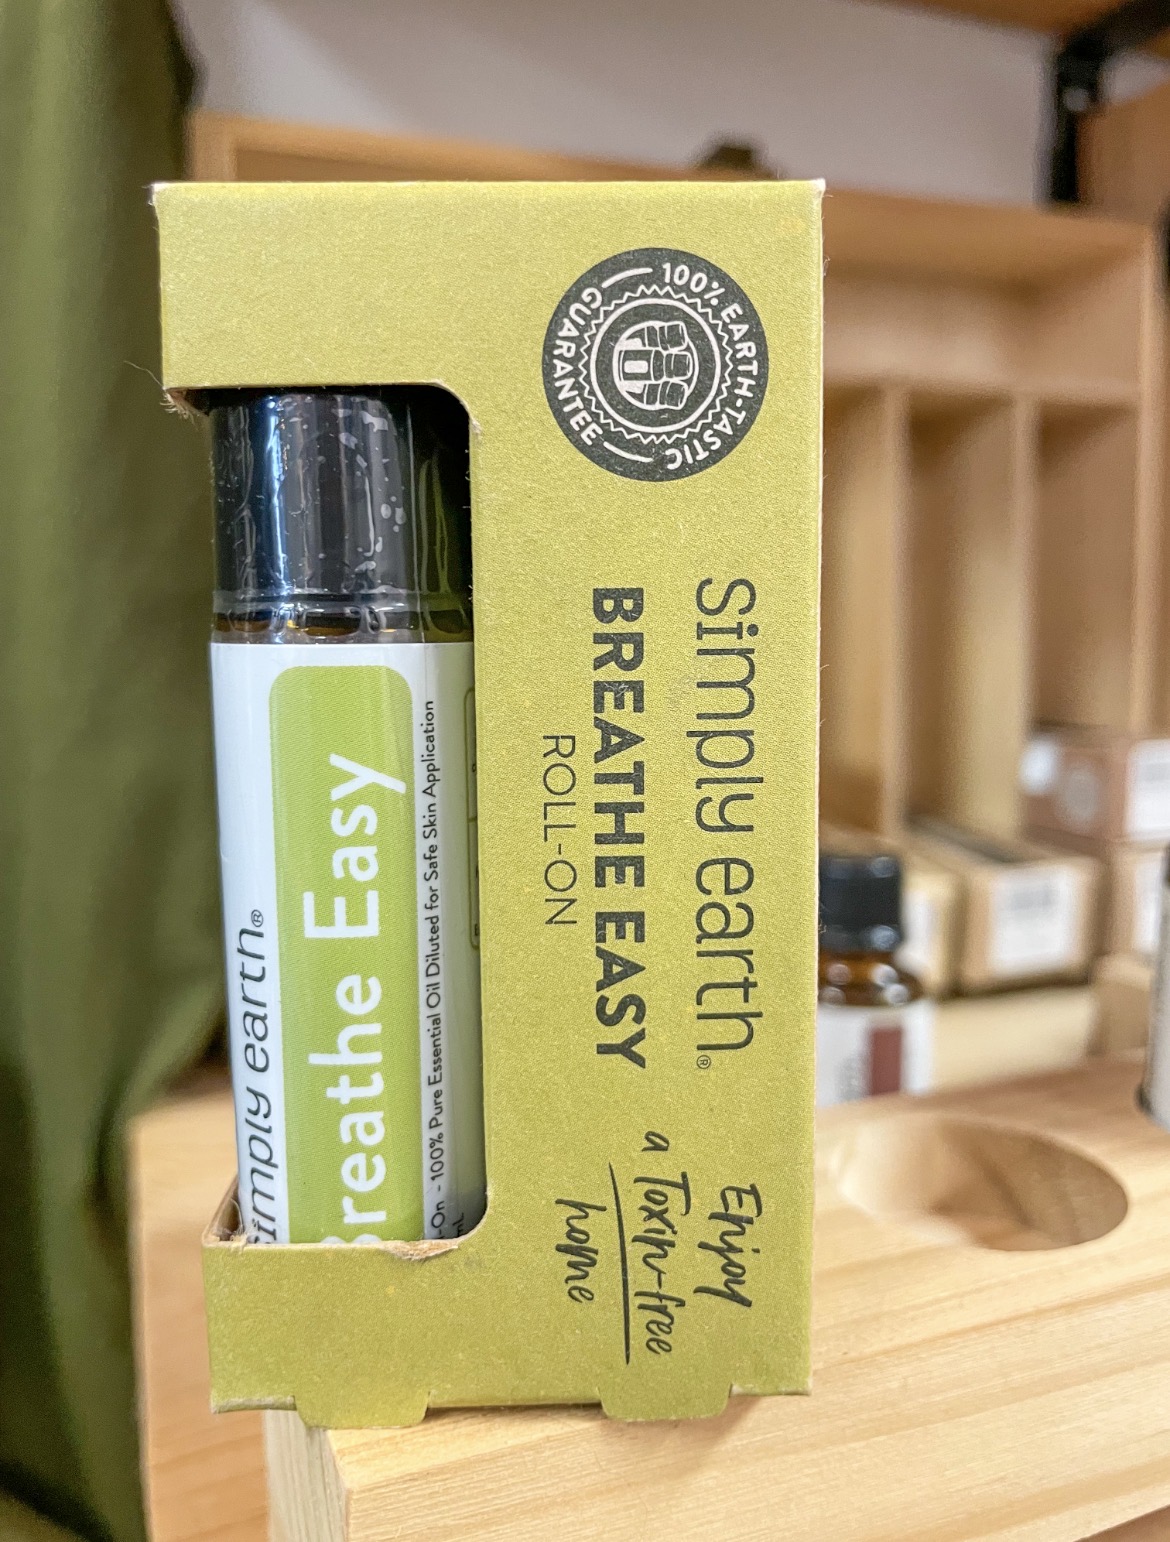 100% EARTH-TASTIC
GUARANTEE
simply earth®
BREATHE EASY
ROLL-ON
Enjoy
a Toxin-free
home
simply earth®
Breathe Easy
-On - 100% Pure Essential Oil Diluted for Safe Skin Application
mL